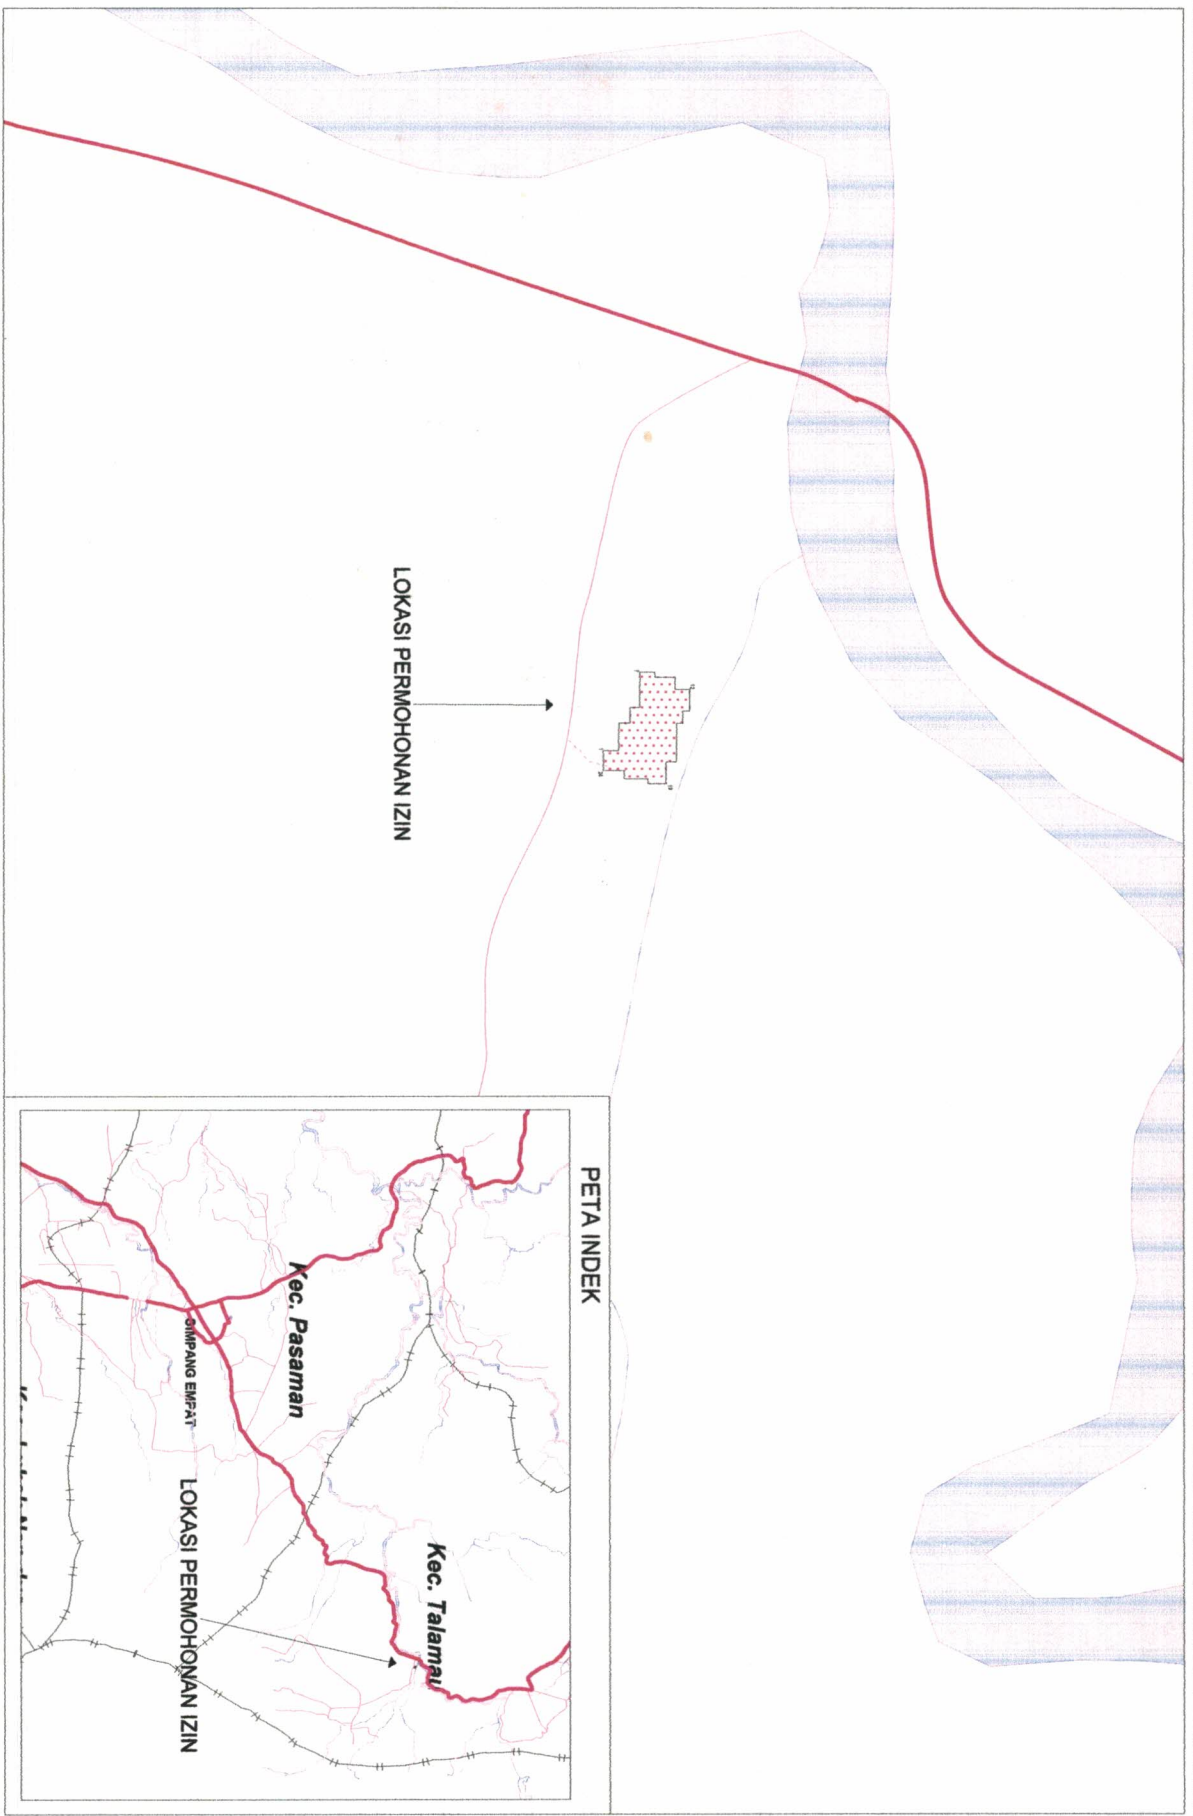 LOKASI PERMOHONAN IZIN
PETA INDEK
Kec. Talamau
Kec. Pasaman
SIMPANG EMPAT
LOKASI PERMOHONAN IZIN